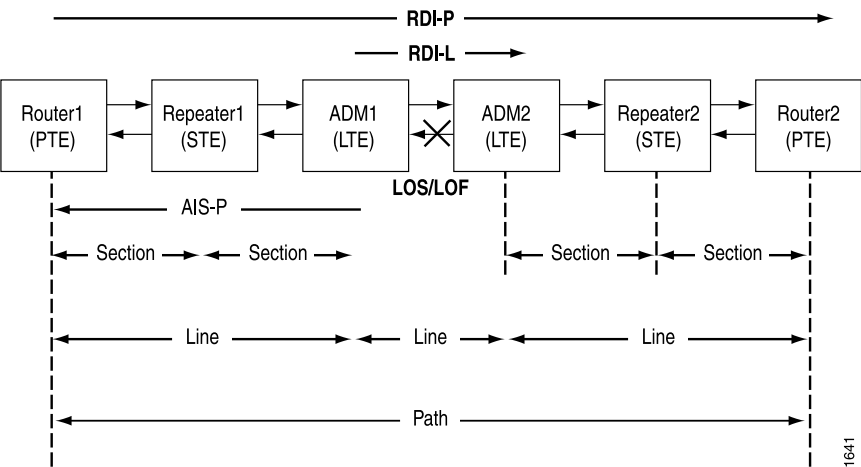 RDI-P
RDI-L
Router1
(PTE)
Repeater1
(STE)
ADM1
(LTE)
ADM2
(LTE)
Repeater2
(STE)
Router2
(PTE)
LOS/LOF
AIS-P
Section
Section
Section
Section
Line
Line
Line
Path
1641